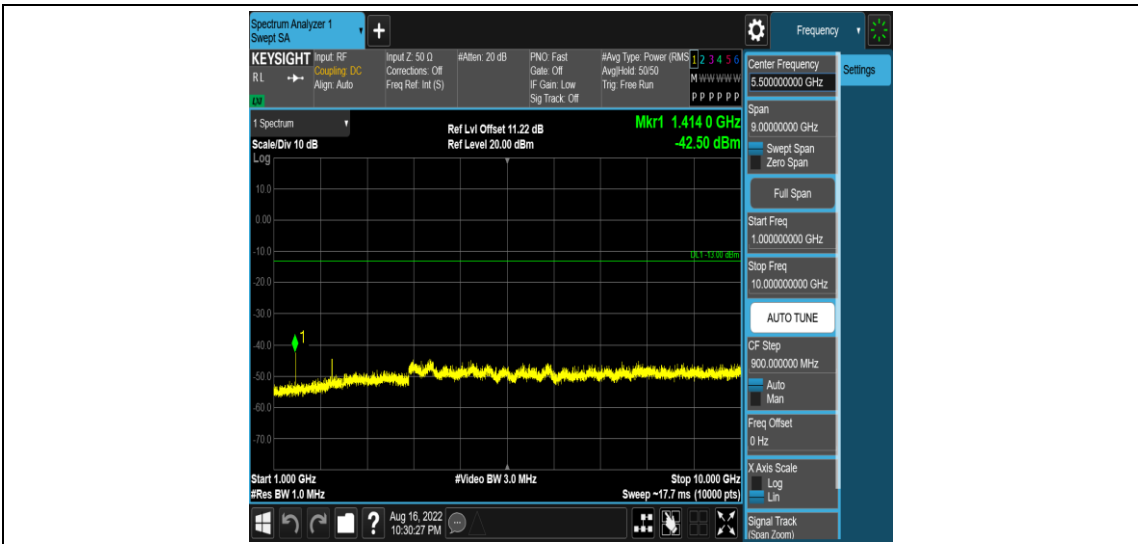 Spectrum Analyzer 1
Swept SA
+
Frequency
KEYSIGHT
RL
LXI
Input: RF
Coupling: DC
Align: Auto
Input Z: 50 Ω
Corrections: Off
Freq Ref: Int (S)
#Atten: 20 dB
PNO: Fast
Gate: Off
IF Gain: Low
Sig Track: Off
#Avg Type: Power (RMS
Avg|Hold: 50/50
Trig: Free Run
1 2 3 4 5 6
M W W W W W
P P P P P P
Center Frequency
5.500000000 GHz
Settings
Span
9.00000000 GHz
Swept Span
Zero Span
Full Span
Start Freq
1.000000000 GHz
Stop Freq
10.000000000 GHz
AUTO TUNE
CF Step
900.000000 MHz
Auto
Man
Freq Offset
0 Hz
X Axis Scale
Log
Lin
Signal Track
(Span Zoom)
1 Spectrum
Scale/Div 10 dB
Ref Lvl Offset 11.22 dB
Ref Level 20.00 dBm
Mkr1 1.414 0 GHz
-42.50 dBm
Log
10.0
0.00
-10.0
DL1 -13.00 dBm
-20.0
-30.0
1
-40.0
-50.0
-60.0
-70.0
Start 1.000 GHz
#Video BW 3.0 MHz
Stop 10.000 GHz
#Res BW 1.0 MHz
Sweep ~17.7 ms (10000 pts)
?
Aug 16, 2022
10:30:27 PM